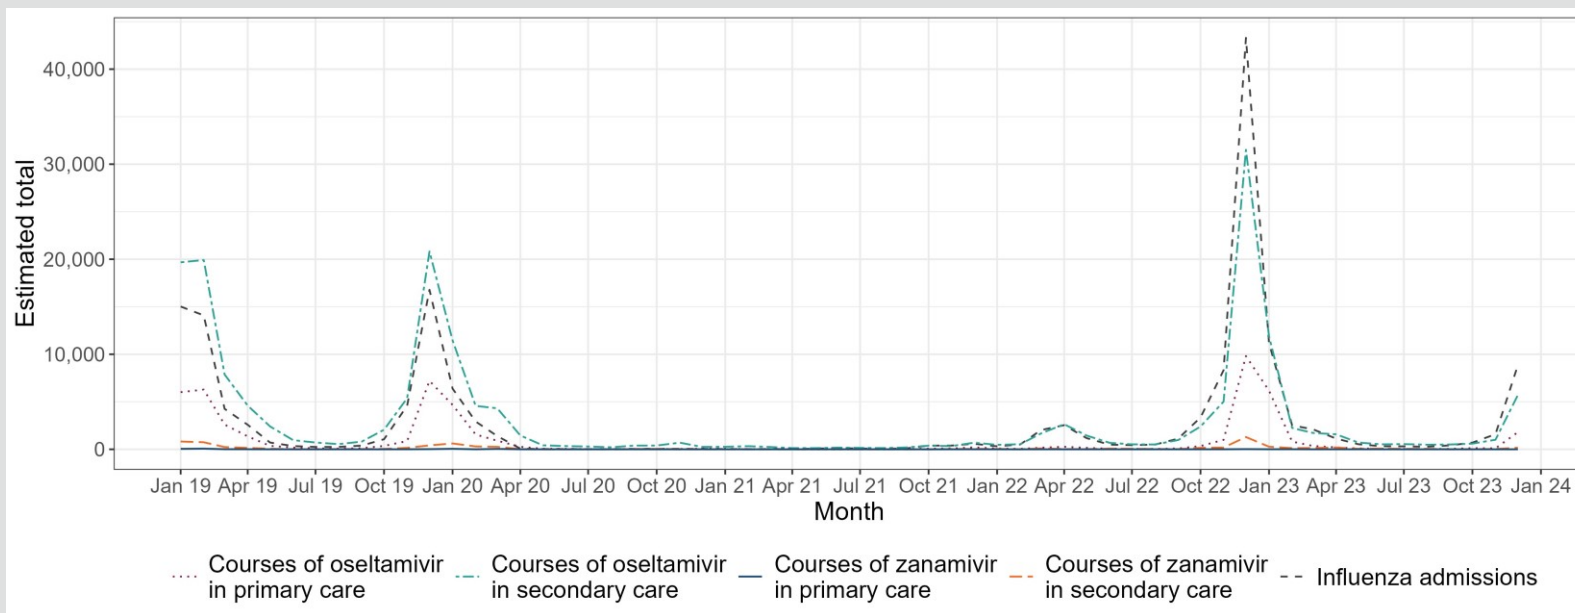 Estimated total
40,000
30,000
20,000
10,000
0
Jan 19 Apr 19 Jul 19 Oct 19 Jan 20 Apr 20 Jul 20 Oct 20 Jan 21 Apr 21 Jul 21 Oct 21 Jan 22 Apr 22 Jul 22 Oct 22 Jan 23 Apr 23 Jul 23 Oct 23 Jan 24
Month
Courses of oseltamivir
in primary care
Courses of oseltamivir
in secondary care
Courses of zanamivir
in primary care
Courses of zanamivir
in secondary care
Influenza admissions